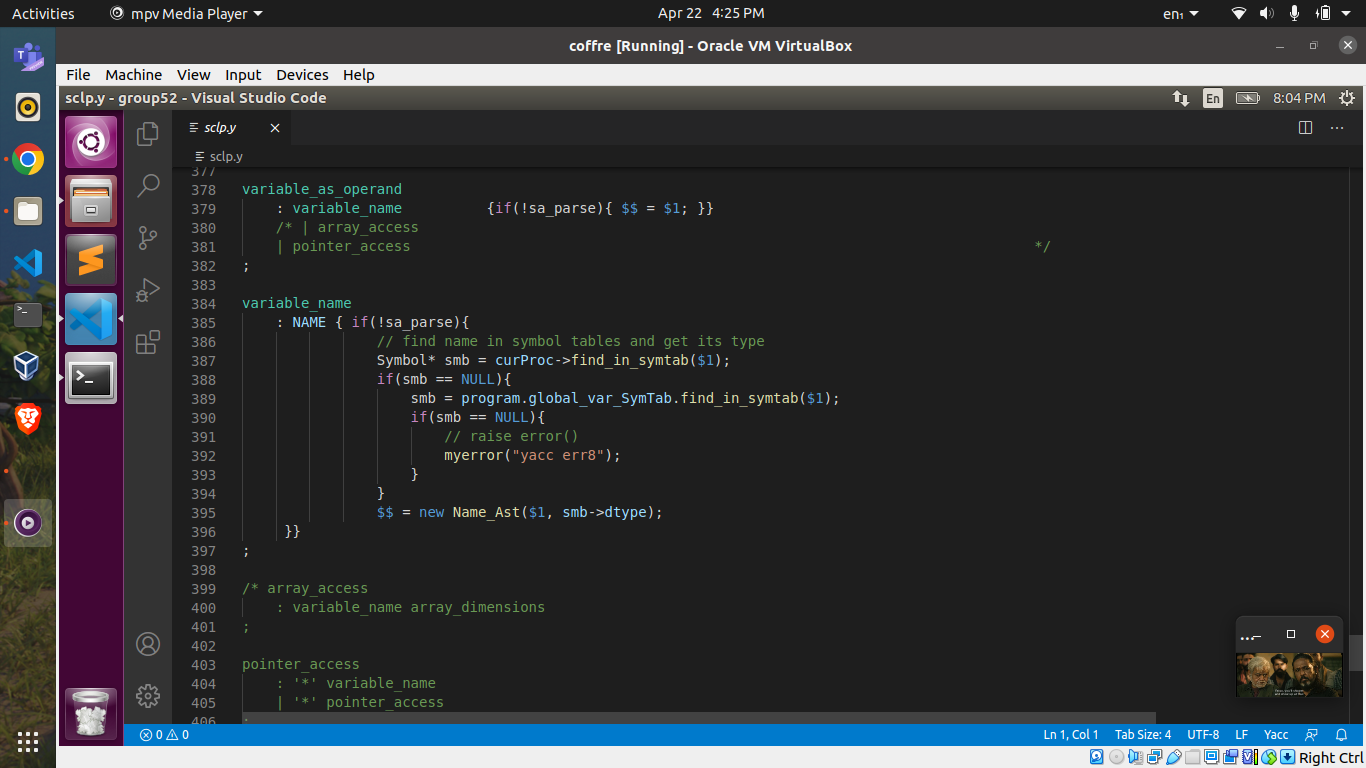 Activities
mpv Media Player
Apr 22 4:25 PM
en₁
coffre [Running] - Oracle VM VirtualBox
File Machine View Input Devices Help
sclp.y - group52 - Visual Studio Code
En
8:04 PM
sclp.y
sclp.y
377
378 variable_as_operand
379 : variable_name {if(!sa_parse){ $$ = $1; }}
380 /* | array_access
381 | pointer_access */
382 ;
383
384 variable_name
385 : NAME { if(!sa_parse){
386 // find name in symbol tables and get its type
387 Symbol* smb = curProc->find_in_symtab($1);
388 if(smb == NULL){
389 smb = program.global_var_SymTab.find_in_symtab($1);
390 if(smb == NULL){
391 // raise error()
392 myerror("yacc err8");
393 }
394 }
395 $$ = new Name_Ast($1, smb->dtype);
396 }}
397 ;
398
399 /* array_access
400 : variable_name array_dimensions
401 ;
402
403 pointer_access
404 : '*' variable_name
405 | '*' pointer_access
406 ;
0 0
Ln 1, Col 1 Tab Size: 4 UTF-8 LF Yacc
Right Ctrl